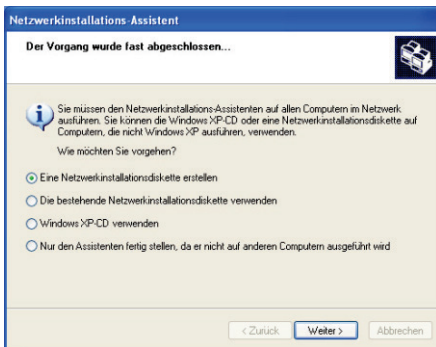 Netzwerkinstallations-Assistent
Der Vorgang wurde fast abgeschlossen...
Sie müssen den Netzwerkinstallations-Assistenten auf allen Computern im Netzwerk
ausführen. Sie können die Windows XP-CD oder eine Netzwerkinstallationsdiskette auf
Computern, die nicht Windows XP ausführen, verwenden.
Wie möchten Sie vorgehen?
Eine Netzwerkinstallationsdiskette erstellen
Die bestehende Netzwerkinstallationsdiskette verwenden
Windows XP-CD verwenden
Nur den Assistenten fertig stellen, da er nicht auf anderen Computern ausgeführt wird
< Zurück Weiter > Abbrechen